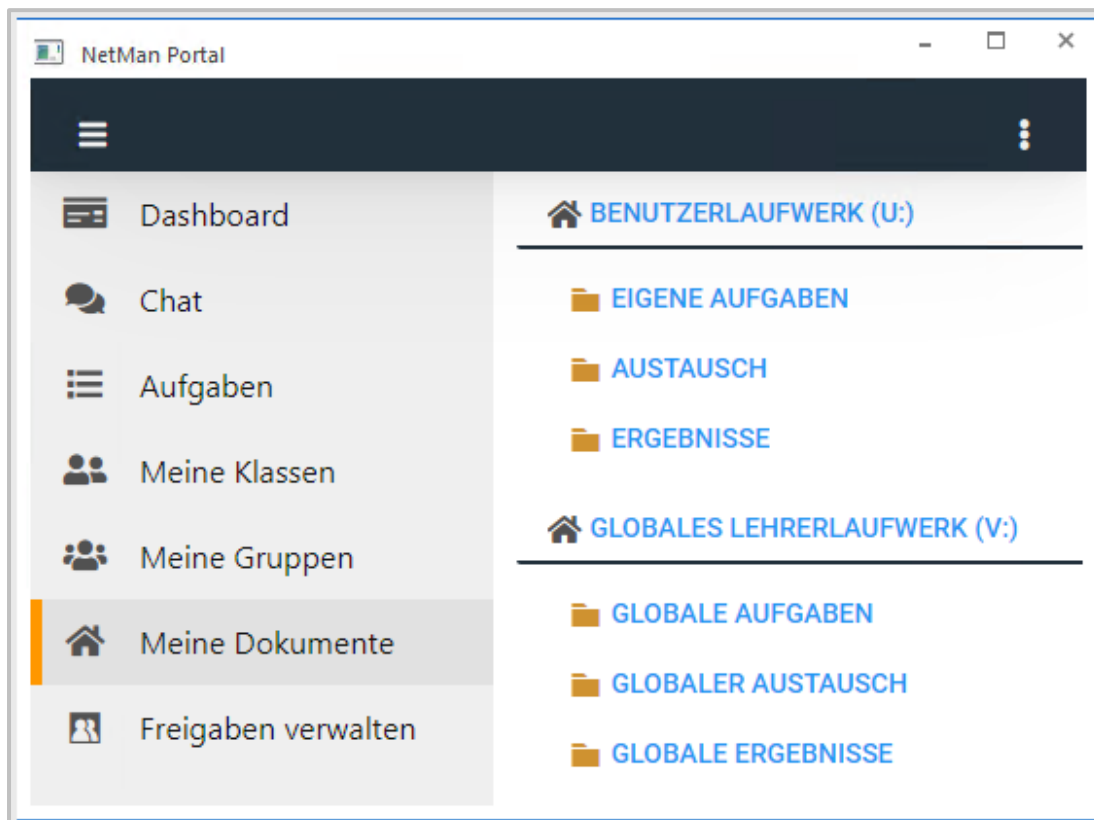 NetMan Portal
Dashboard
Chat
Aufgaben
Meine Klassen
Meine Gruppen
Meine Dokumente
Freigaben verwalten
BENUTZERLAUFWERK (U:)
EIGENE AUFGABEN
AUSTAUSCH
ERGEBNISSE
GLOBALES LEHRERLAUFWERK (V:)
GLOBALE AUFGABEN
GLOBALER AUSTAUSCH
GLOBALE ERGEBNISSE